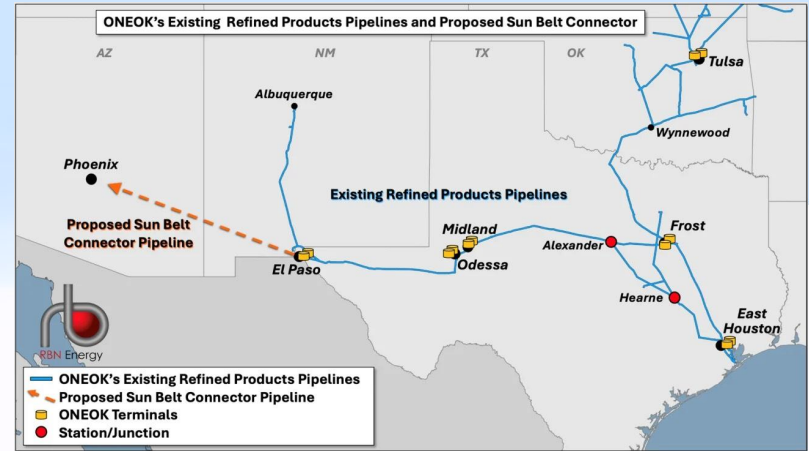 ONEOK's Existing Refined Products Pipelines and Proposed Sun Belt Connector
AZ
NM
TX
OK
Tulsa
Albuquerque
Wynnewood
Phoenix
Existing Refined Products Pipelines
Proposed Sun Belt
Connector Pipeline
Midland
Frost
Alexander
Odessa
El Paso
Hearne
East
Houston
RBN Energy
ONEOK's Existing Refined Products Pipelines
Proposed Sun Belt Connector Pipeline
ONEOK Terminals
Station/Junction